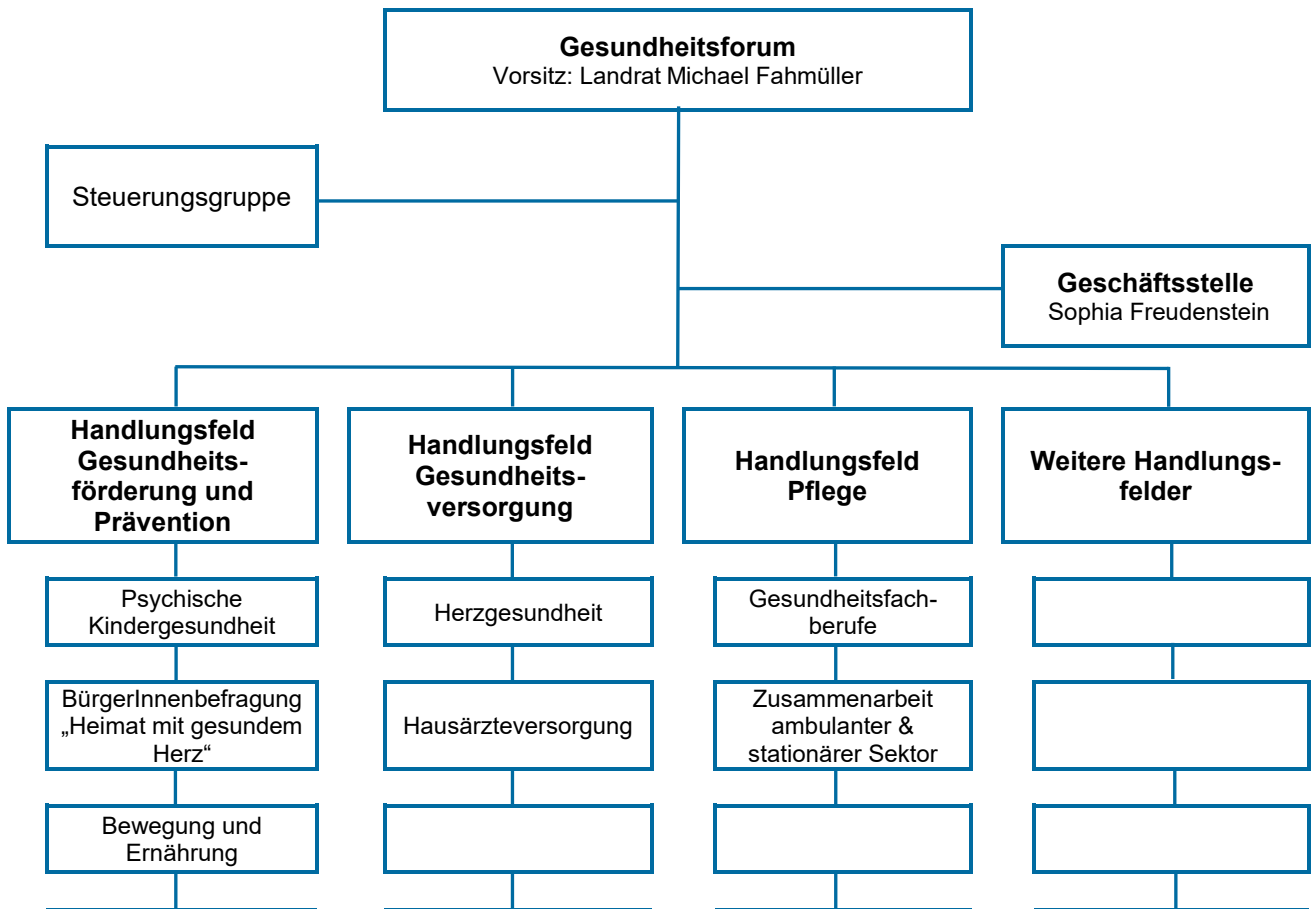 Gesundheitsforum
Vorsitz: Landrat Michael Fahmüller
Steuerungsgruppe
Geschäftsstelle
Sophia Freudenstein
Handlungsfeld
Gesundheits-
förderung und
Prävention
Handlungsfeld
Gesundheits-
versorgung
Handlungsfeld
Pflege
Weitere Handlungs-
felder
Psychische
Kindergesundheit
Herzgesundheit
Gesundheitsfach-
berufe
BürgerInnenbefragung
„Heimat mit gesundem
Herz“
Hausärzteversorgung
Zusammenarbeit
ambulanter &
stationärer Sektor
Bewegung und
Ernährung